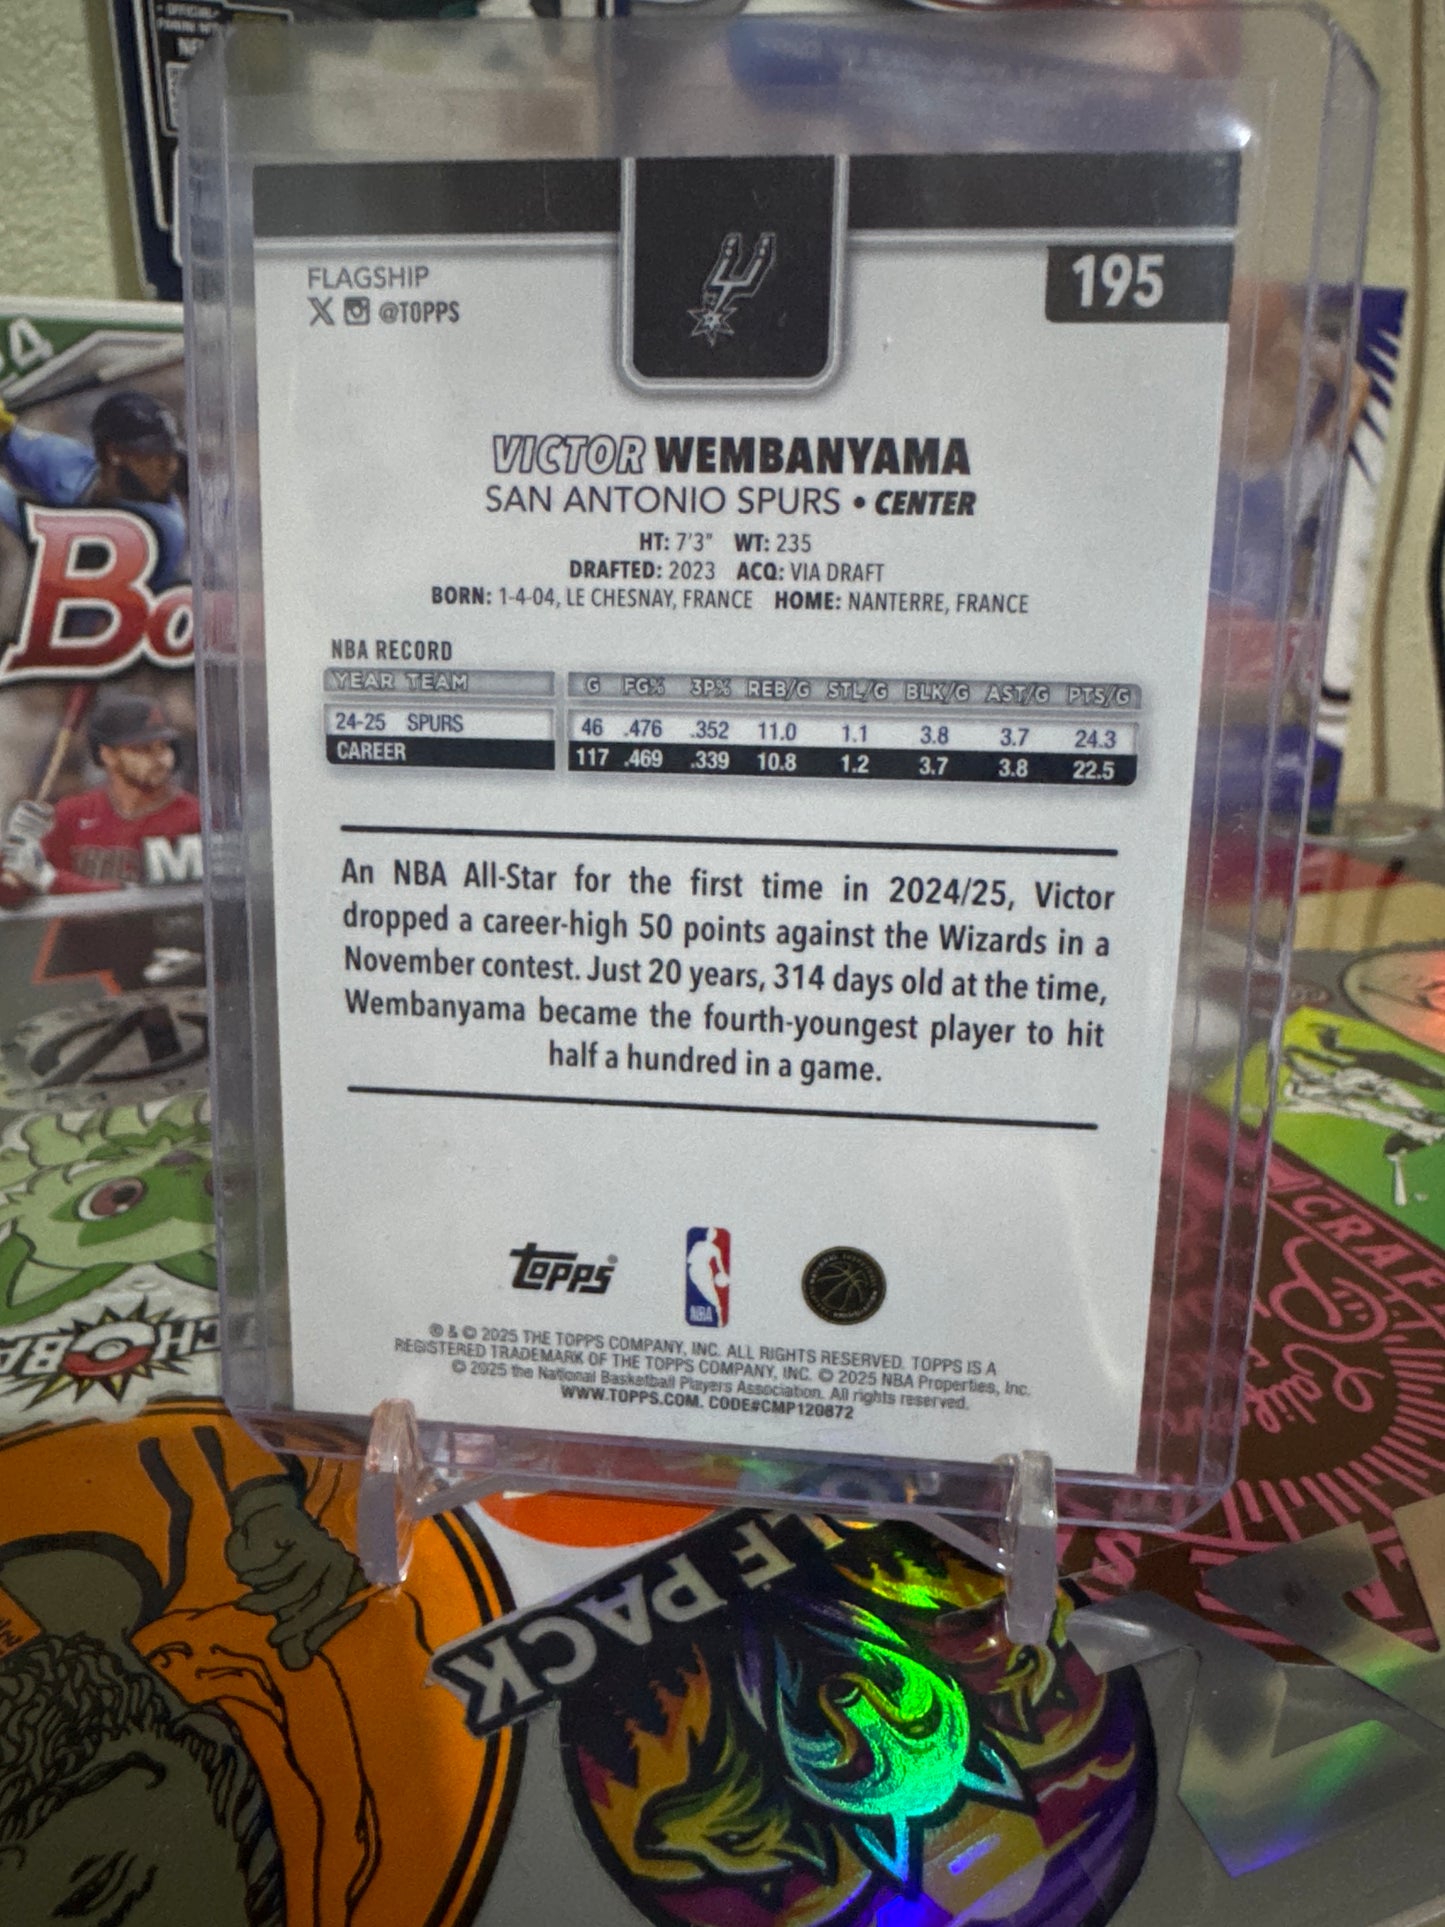 FLAGSHIP
X @TOPPS
195
VICTOR WEMBANYAMA
SAN ANTONIO SPURS • CENTER
HT: 7'3" WT: 235
DRAFTED: 2023 ACQ: VIA DRAFT
BORN: 1-4-04, LE CHESNAY, FRANCE HOME: NANTERRE, FRANCE
NBA RECORD
YEAR TEAM G FG% 3P% REB/G STL/G BLK/G AST/G PTS/G
24-25 SPURS 46 .476 .352 11.0 1.1 3.8 3.7 24.3
CAREER 117 .469 .339 10.8 1.2 3.7 3.8 22.5
An NBA All-Star for the first time in 2024/25, Victor
dropped a career-high 50 points against the Wizards in a
November contest. Just 20 years, 314 days old at the time,
Wembanyama became the fourth-youngest player to hit
half a hundred in a game.
Topps®
NBA
® & © 2025 THE TOPPS COMPANY, INC. ALL RIGHTS RESERVED. TOPPS IS A
REGISTERED TRADEMARK OF THE TOPPS COMPANY, INC. © 2025 NBA Properties, Inc.
© 2025 the National Basketball Players Association. All rights reserved.
WWW.TOPPS.COM. CODE#CMP120872
Bo
M
CRAF
PACK